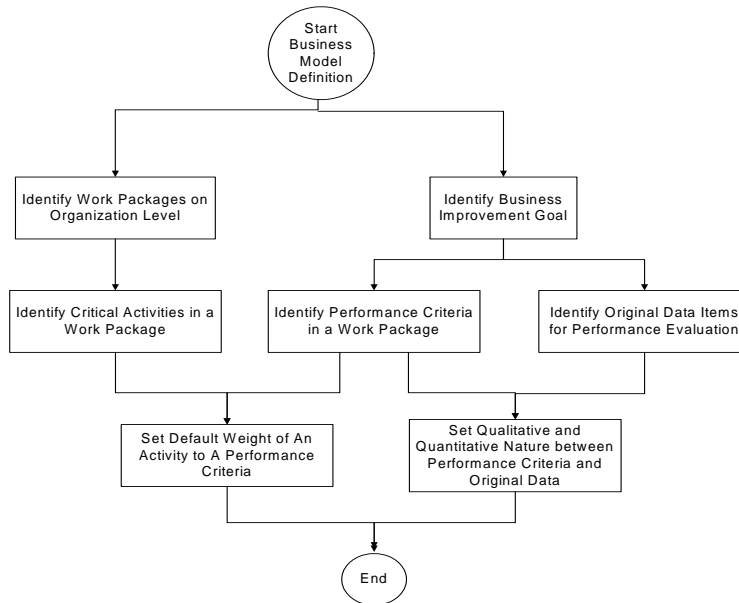 Start
Business
Model
Definition
Identify Work Packages on
Organization Level
Identify Business
Improvement Goal
Identify Critical Activities in a
Work Package
Identify Performance Criteria
in a Work Package
Identify Original Data Items
for Performance Evaluation
Set Default Weight of An
Activity to A Performance
Criteria
Set Qualitative and
Quantitative Nature between
Performance Criteria and
Original Data
End